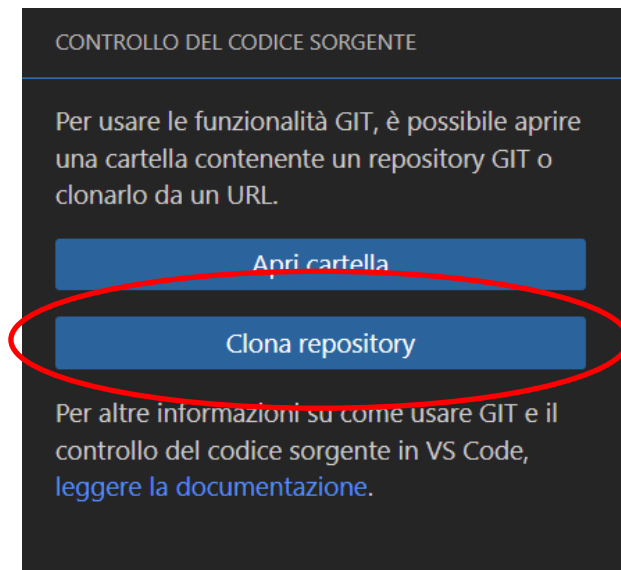 CONTROLLO DEL CODICE SORGENTE
Per usare le funzionalità GIT, è possibile aprire
una cartella contenente un repository GIT o
clonarlo da un URL.
Apri cartella
Clona repository
Per altre informazioni su come usare GIT e il
controllo del codice sorgente in VS Code,
leggere la documentazione.